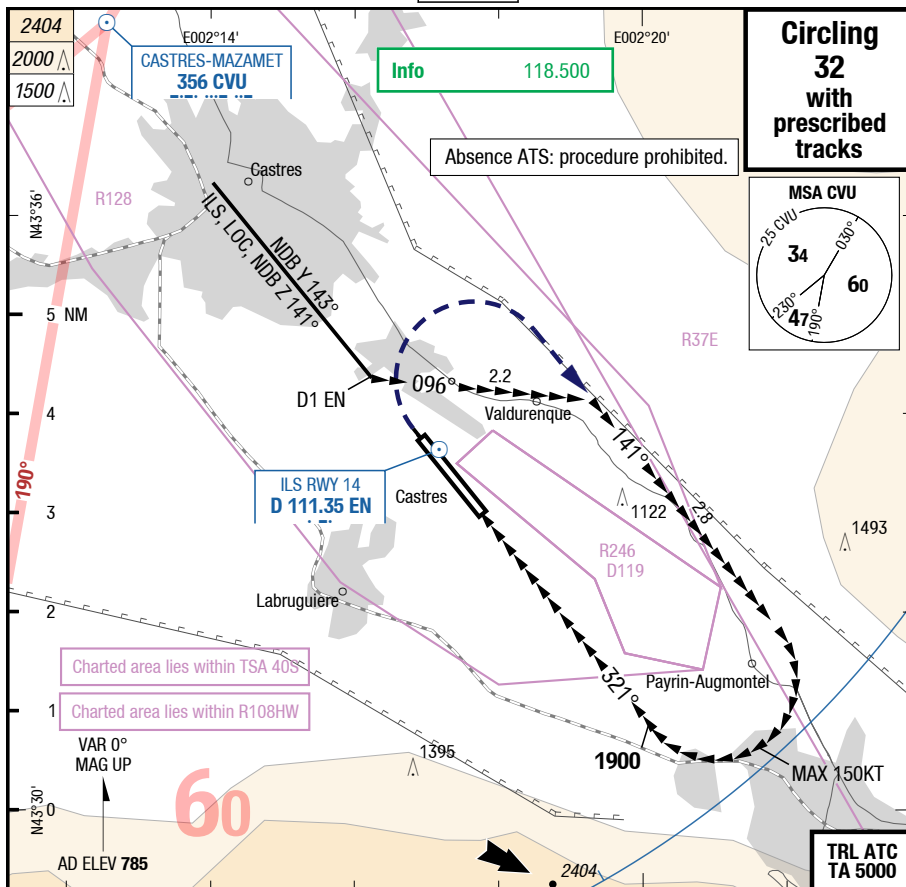 2404
2000
1500
E002°14'
E002°20'
CASTRES-MAZAMET
356 CVU
Info 118.500
Circling
32
with
prescribed
tracks
Absence ATS: procedure prohibited.
MSA CVU
25 CVU
030°
34
60
230°
47
190°
Castres
R128
N43°36'
NDB Y 143°
ILS, LOC, NDB Z 141°
5 NM
R37E
D1 EN
096°
2.2
Valdurenque
4
141°
ILS RWY 14
D 111.35 EN
Castres
190°
3
1122
2.8
1493
R246
D119
Labruguière
2
Charted area lies within TSA 40S
Payrin-Augmontel
321°
Charted area lies within R108HW
1
VAR 0°
MAG UP
1395
1900
MAX 150KT
60
N43°30'
0
AD ELEV 785
2404
TRL ATC
TA 5000